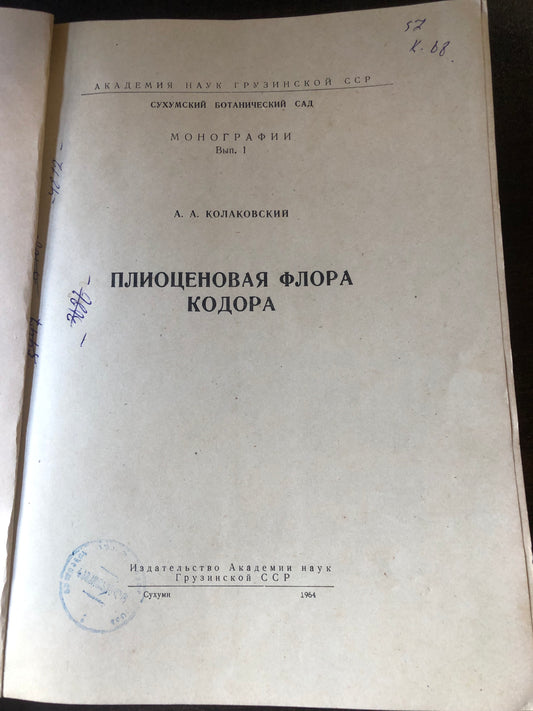 57
К. 68
АКАДЕМИЯ НАУК ГРУЗИНСКОЙ ССР
СУХУМСКИЙ БОТАНИЧЕСКИЙ САД
МОНОГРАФИИ
Вып. 1
А. А. КОЛАКОВСКИЙ
ПЛИОЦЕНОВАЯ ФЛОРА
КОДОРА
Издательство Академии наук
Грузинской ССР
Сухуми 1964